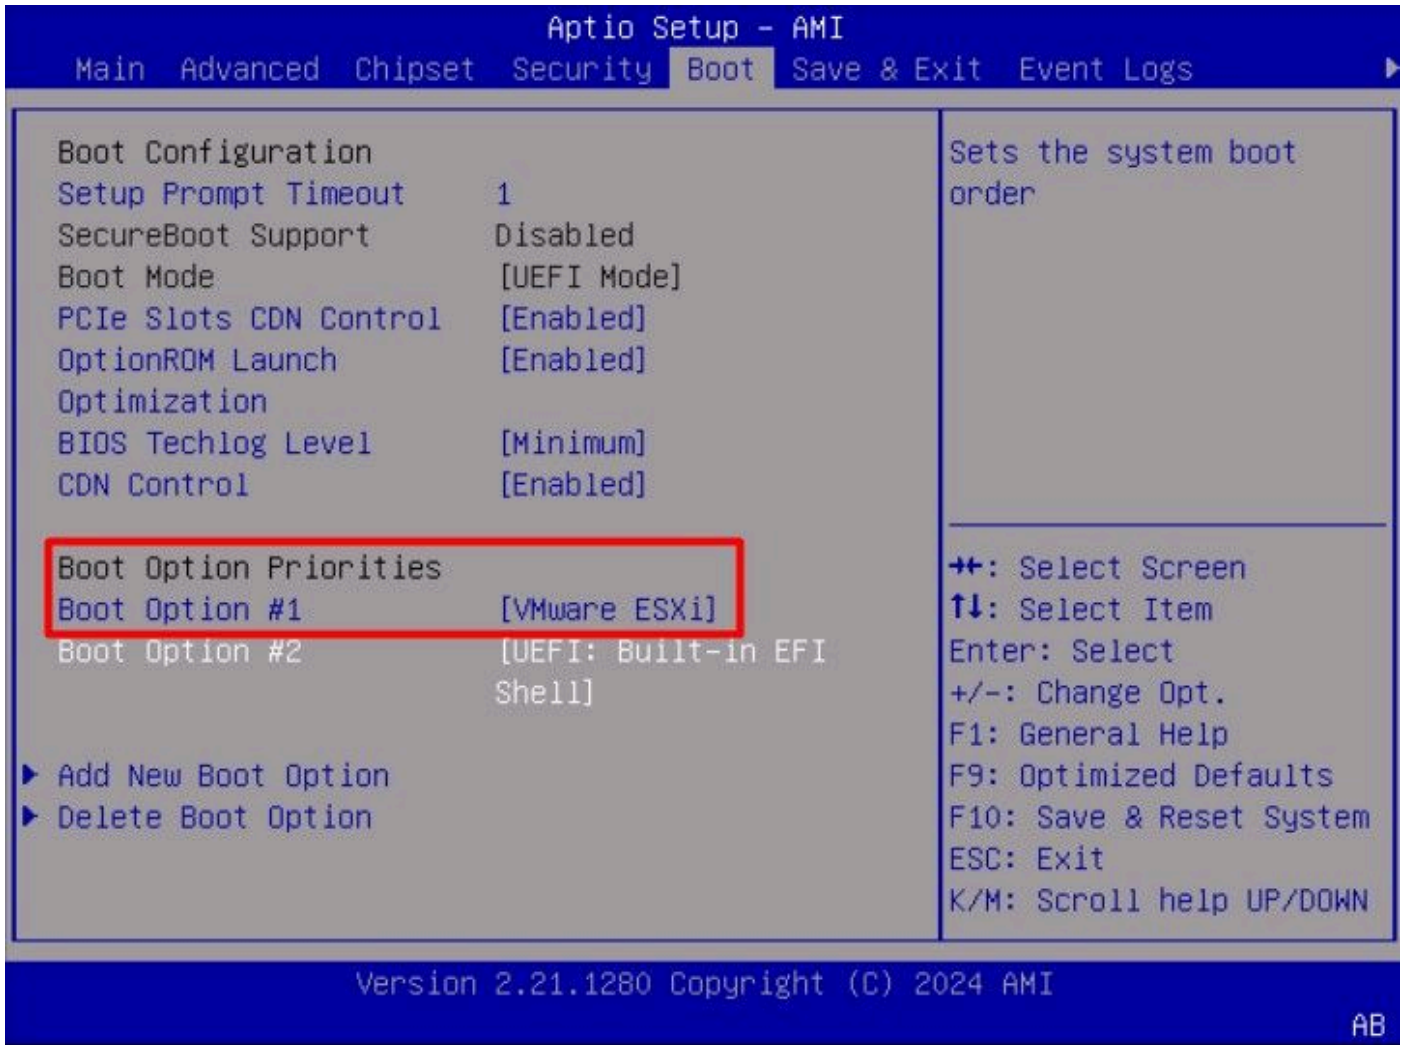 Aptio Setup – AMI
Main Advanced Chipset Security Boot Save & Exit Event Logs
Boot Configuration
Setup Prompt Timeout 1
SecureBoot Support Disabled
Boot Mode [UEFI Mode]
PCIe Slots CDN Control [Enabled]
OptionROM Launch [Enabled]
Optimization
BIOS Techlog Level [Minimum]
CDN Control [Enabled]
Boot Option Priorities
Boot Option #1 [VMware ESXi]
Boot Option #2 [UEFI: Built-in EFI
Shell]
Add New Boot Option
Delete Boot Option
Sets the system boot
order
→←: Select Screen
↑↓: Select Item
Enter: Select
+/-: Change Opt.
F1: General Help
F9: Optimized Defaults
F10: Save & Reset System
ESC: Exit
K/M: Scroll help UP/DOWN
Version 2.21.1280 Copyright (C) 2024 AMI
AB